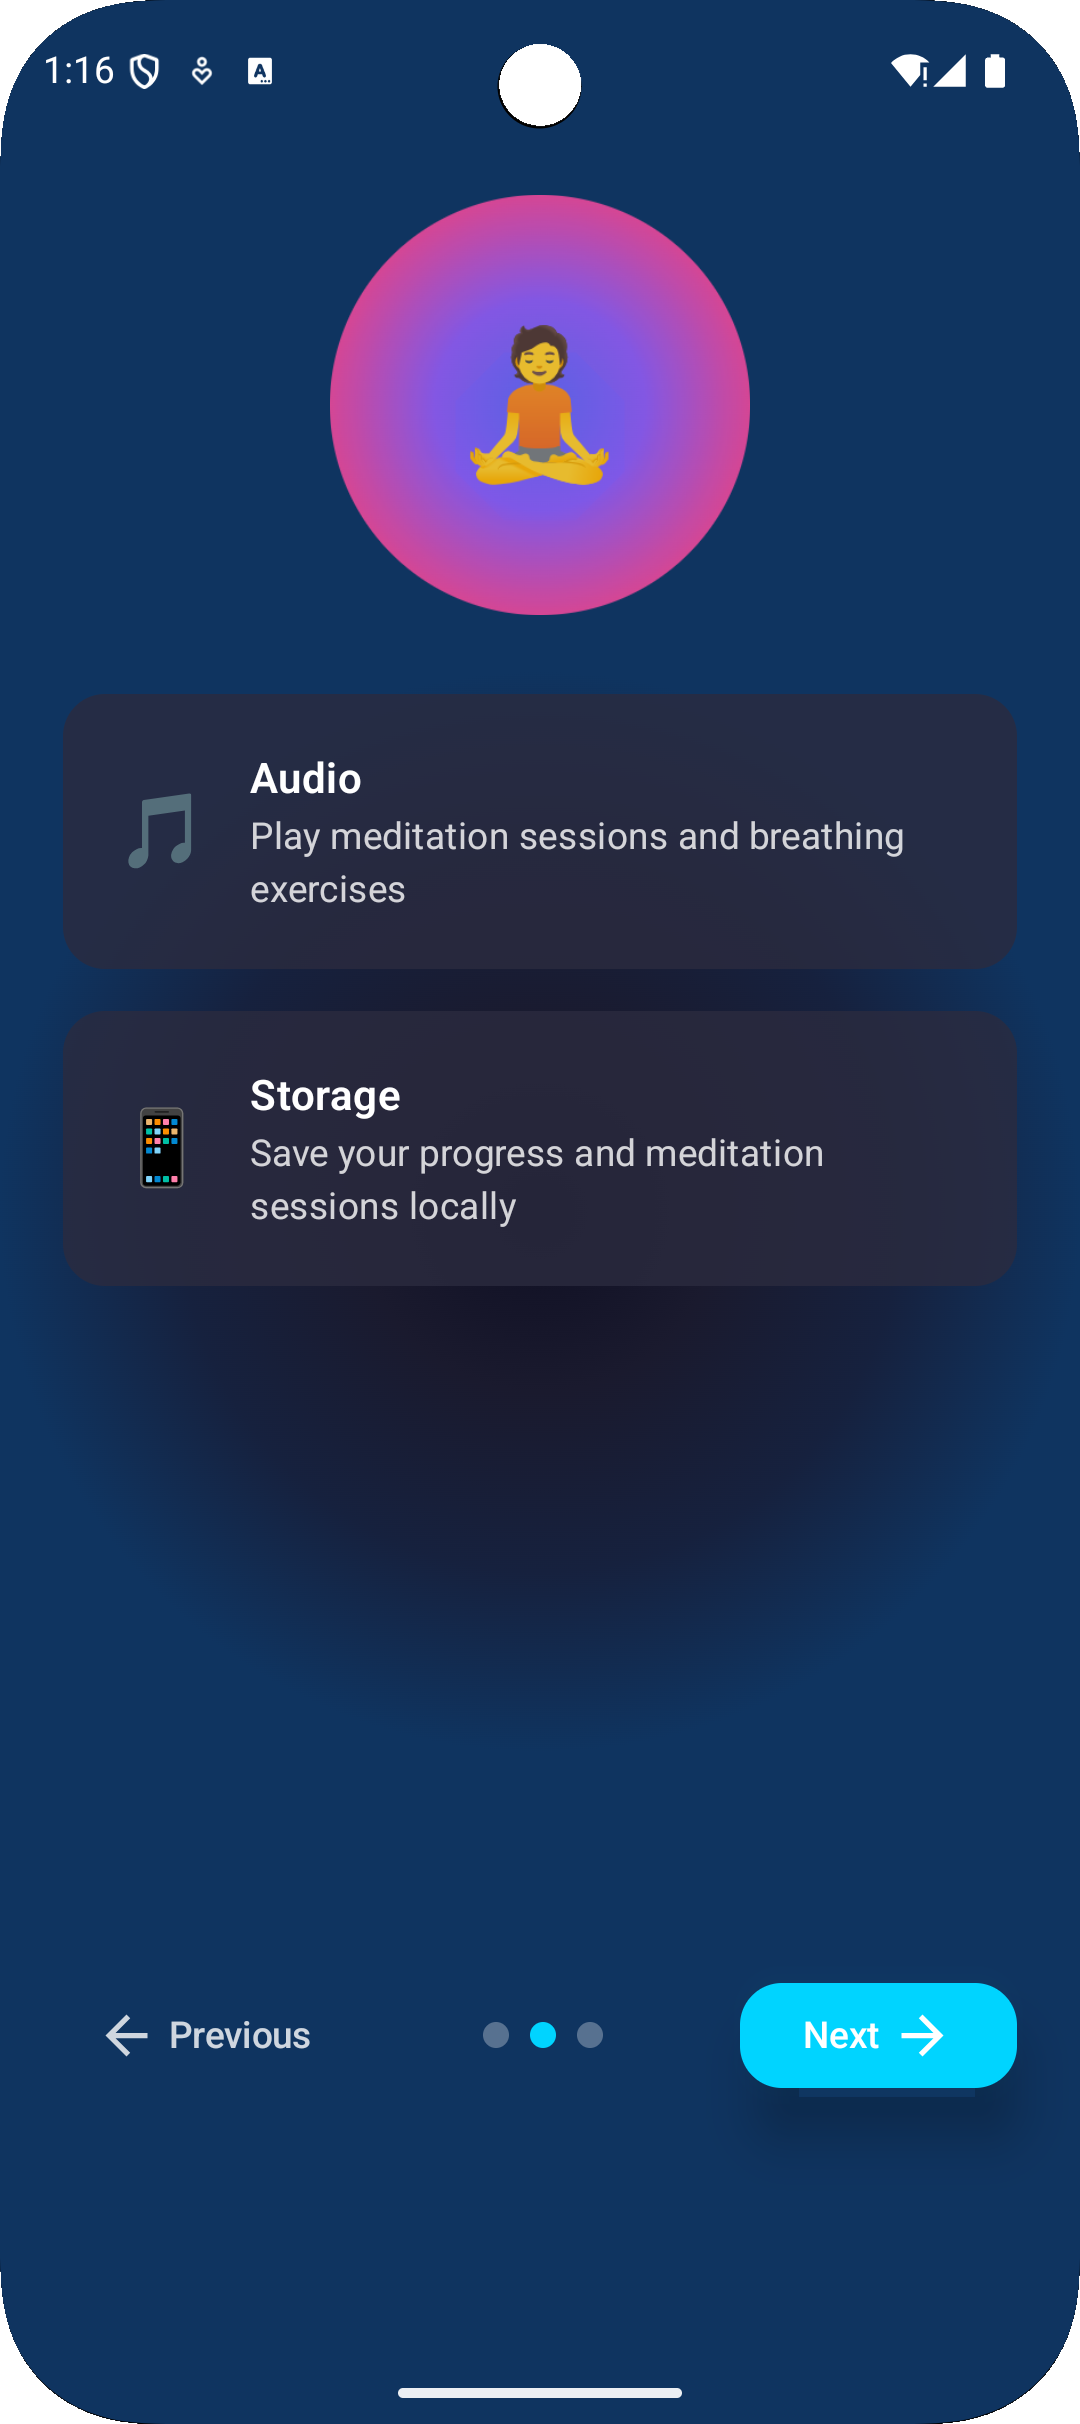 1:16
Audio
Play meditation sessions and breathing
exercises
Storage
Save your progress and meditation
sessions locally
Previous
Next